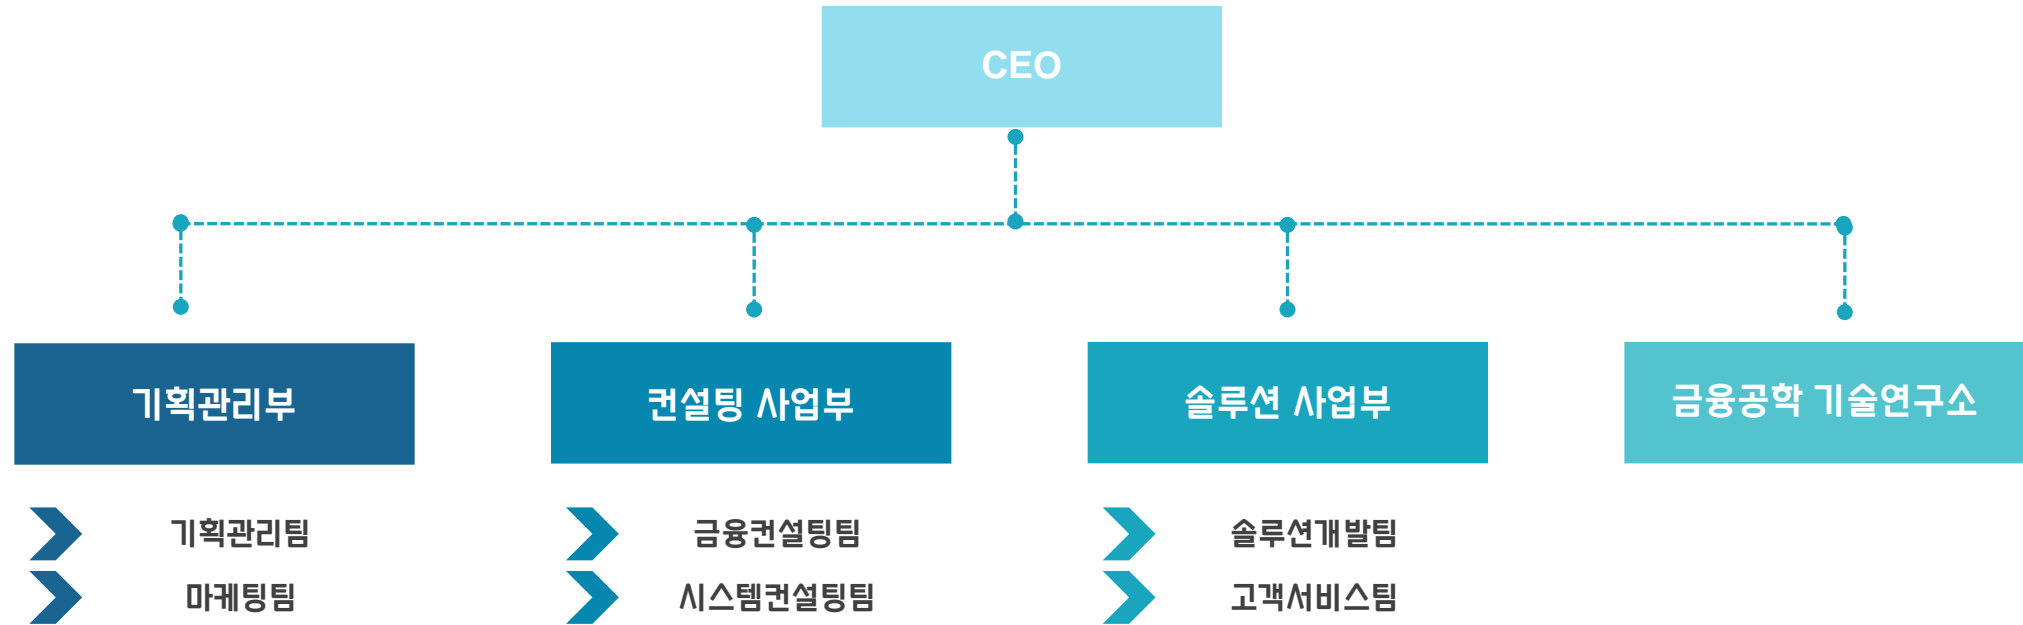 CEO
기획관리부
컨설팅 사업부
솔루션 사업부
금융공학 기술연구소
기획관리팀
금융컨설팅팀
솔루션개발팀
마케팅팀
시스템컨설팅팀
고객서비스팀